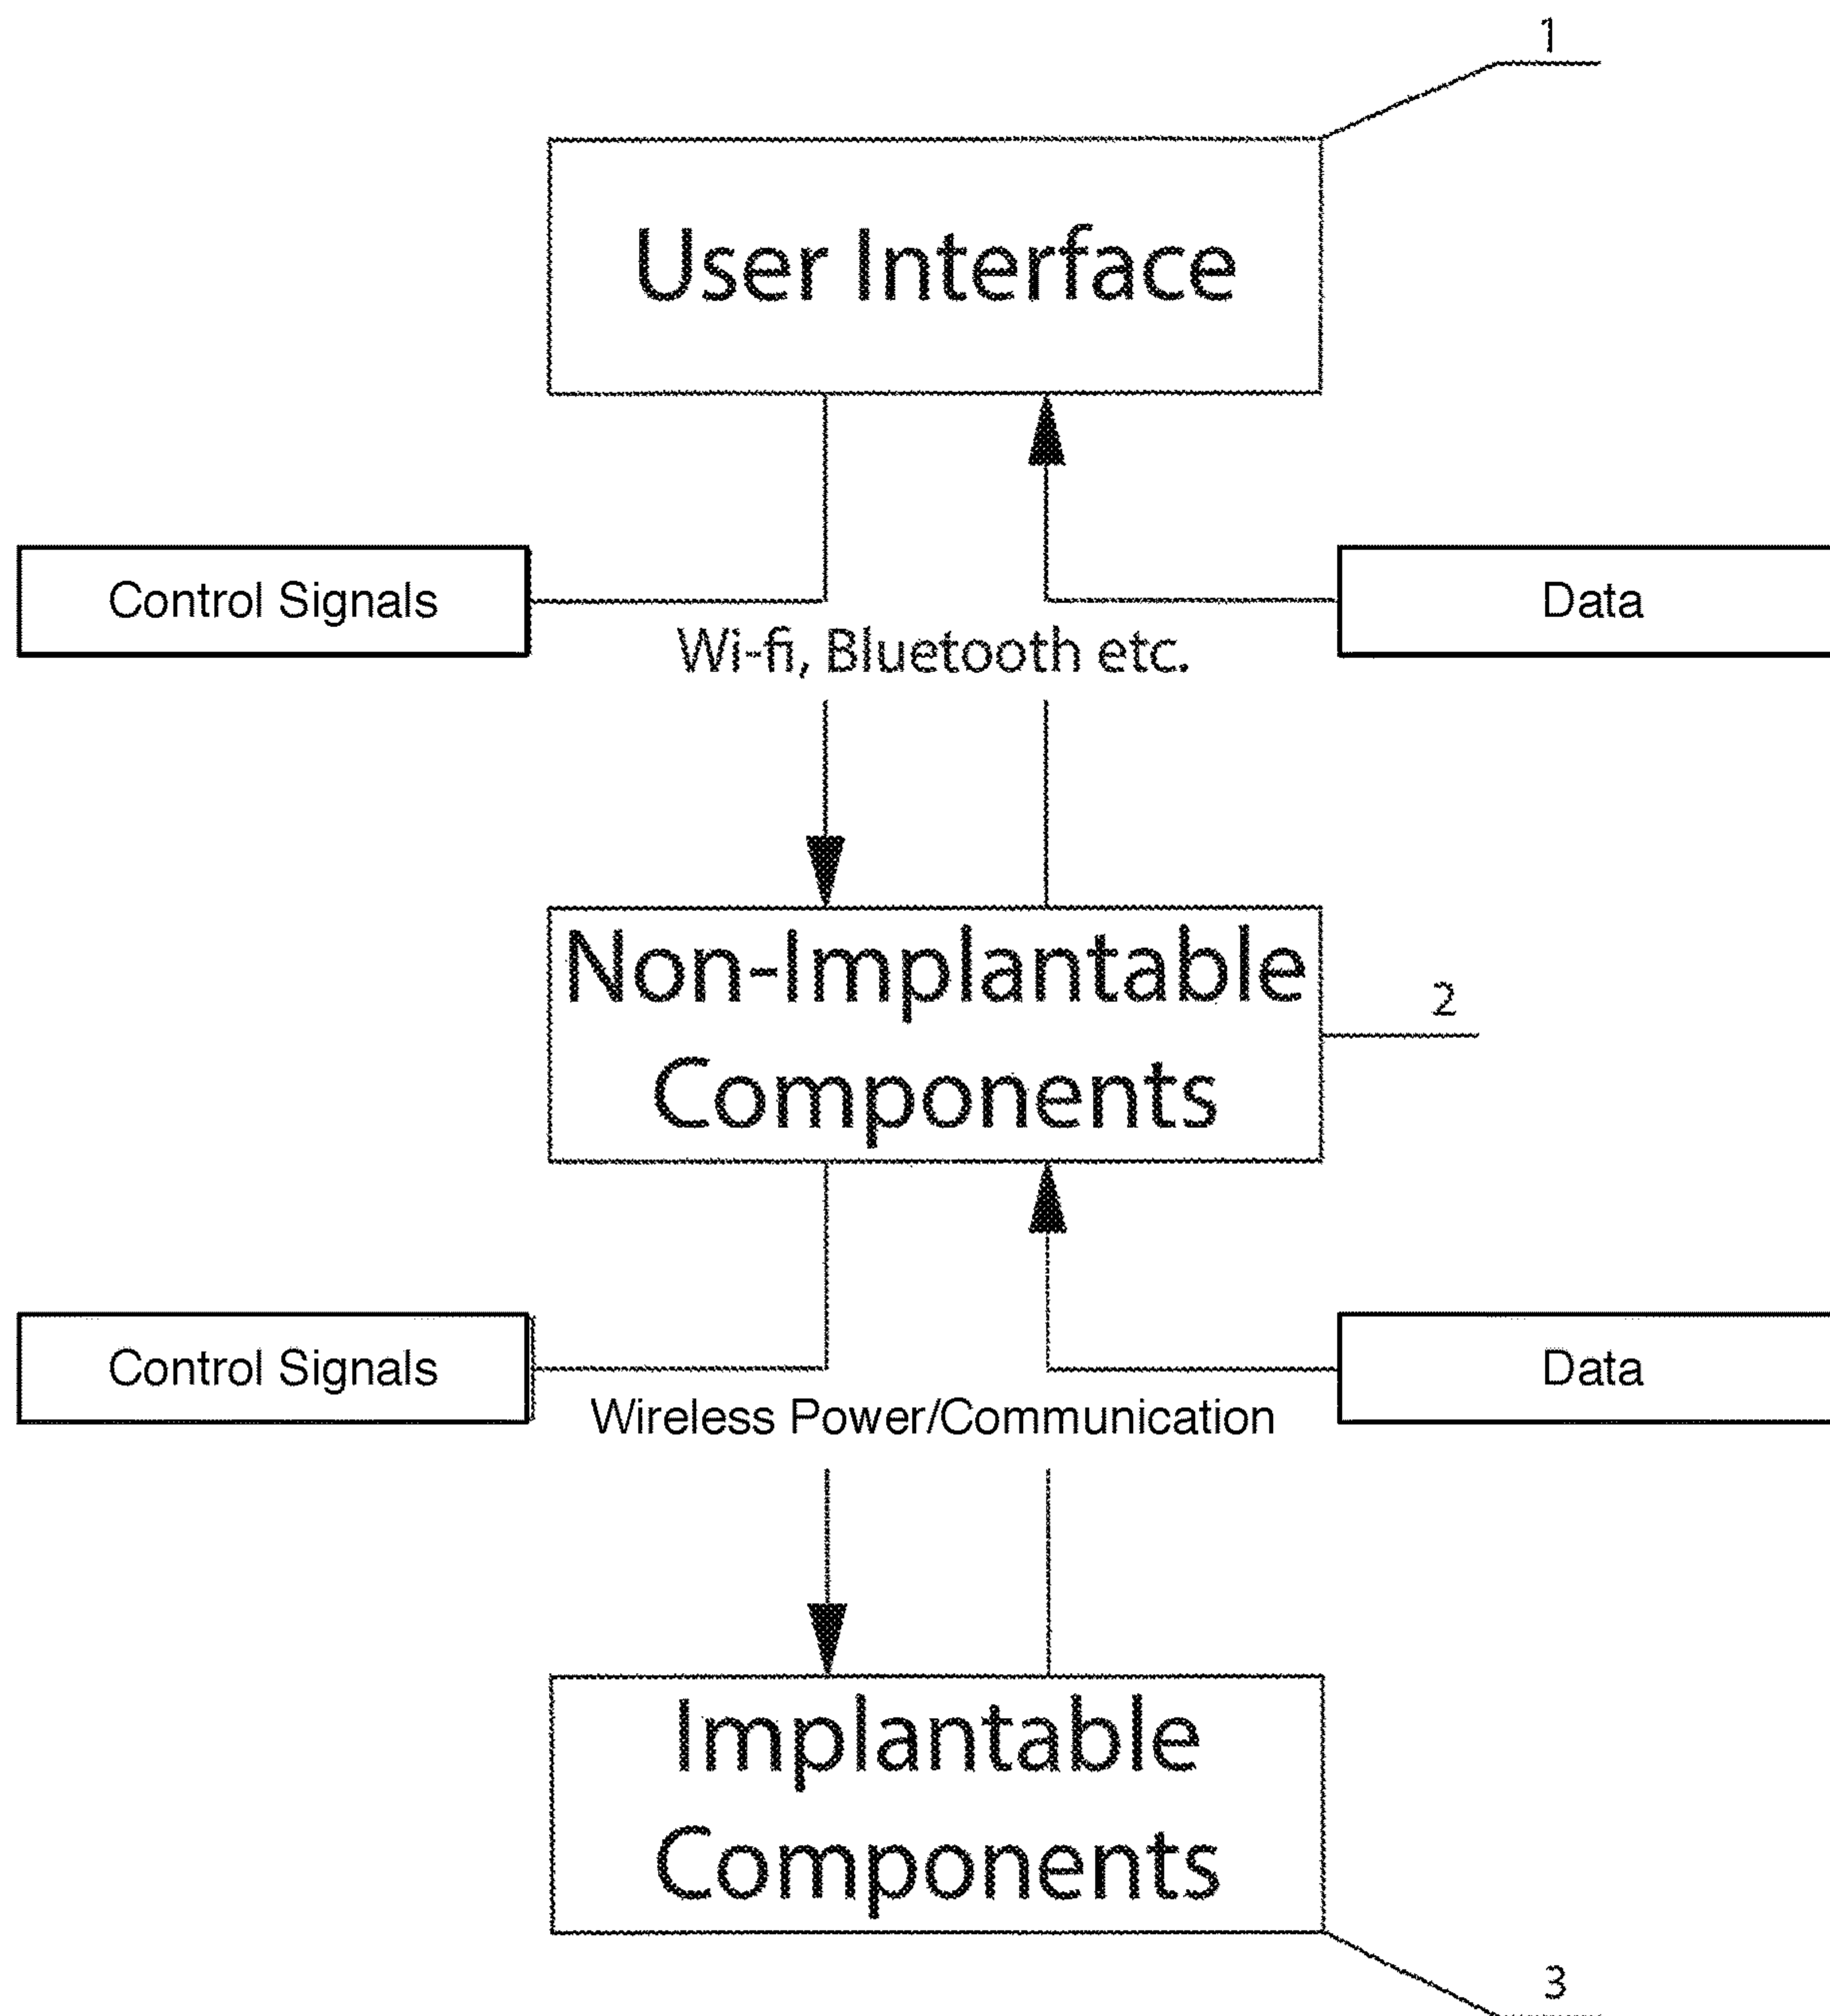 1
User Interface
Control Signals
Data
Wi-fi, Bluetooth etc.
Non-Implantable
Components
2
Control Signals
Data
Wireless Power/Communication
Implantable
Components
3